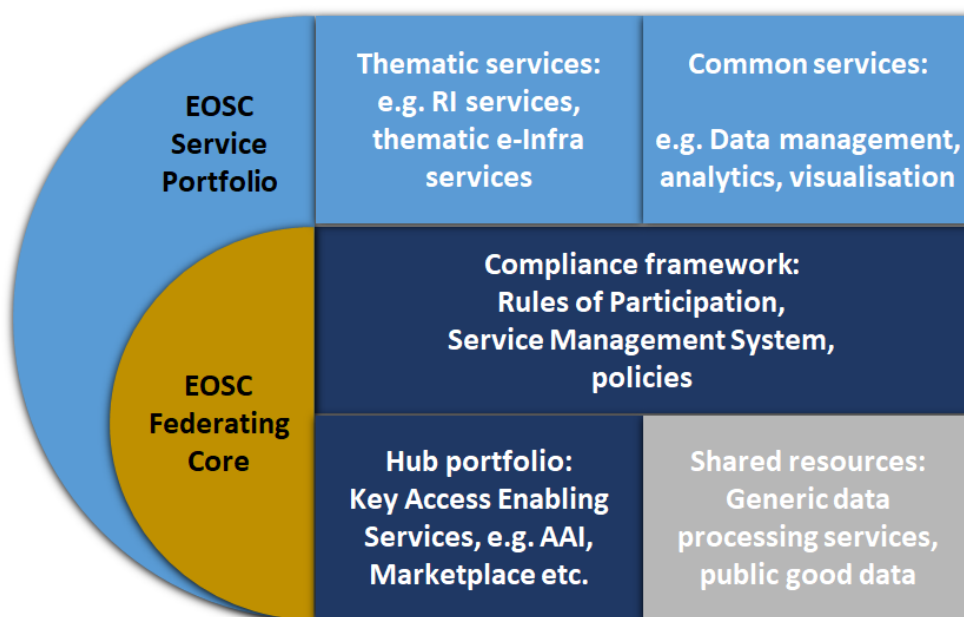 EOSC
Service
Portfolio
Thematic services:
e.g. RI services,
thematic e-Infra
services
Common services:
e.g. Data management,
analytics, visualisation
EOSC
Federating
Core
Compliance framework:
Rules of Participation,
Service Management System,
policies
Hub portfolio:
Key Access Enabling
Services, e.g. AAI,
Marketplace etc.
Shared resources:
Generic data
processing services,
public good data